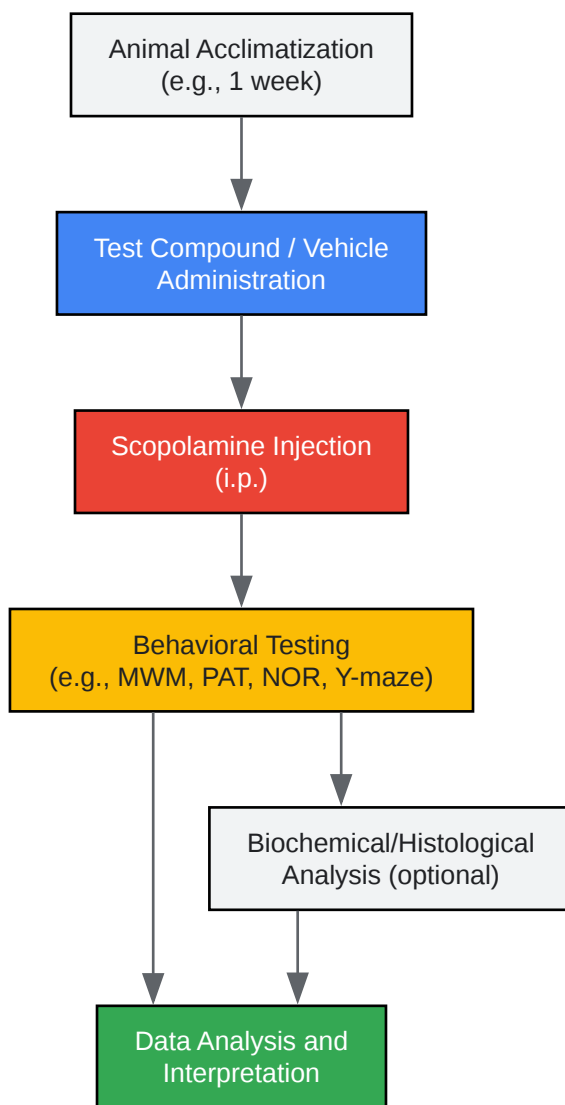 Animal Acclimatization
(e.g., 1 week)
Test Compound / Vehicle
Administration
Scopolamine Injection
(i.p.)
Behavioral Testing
(e.g., MWM, PAT, NOR, Y-maze)
Biochemical/Histological
Analysis (optional)
Data Analysis and
Interpretation